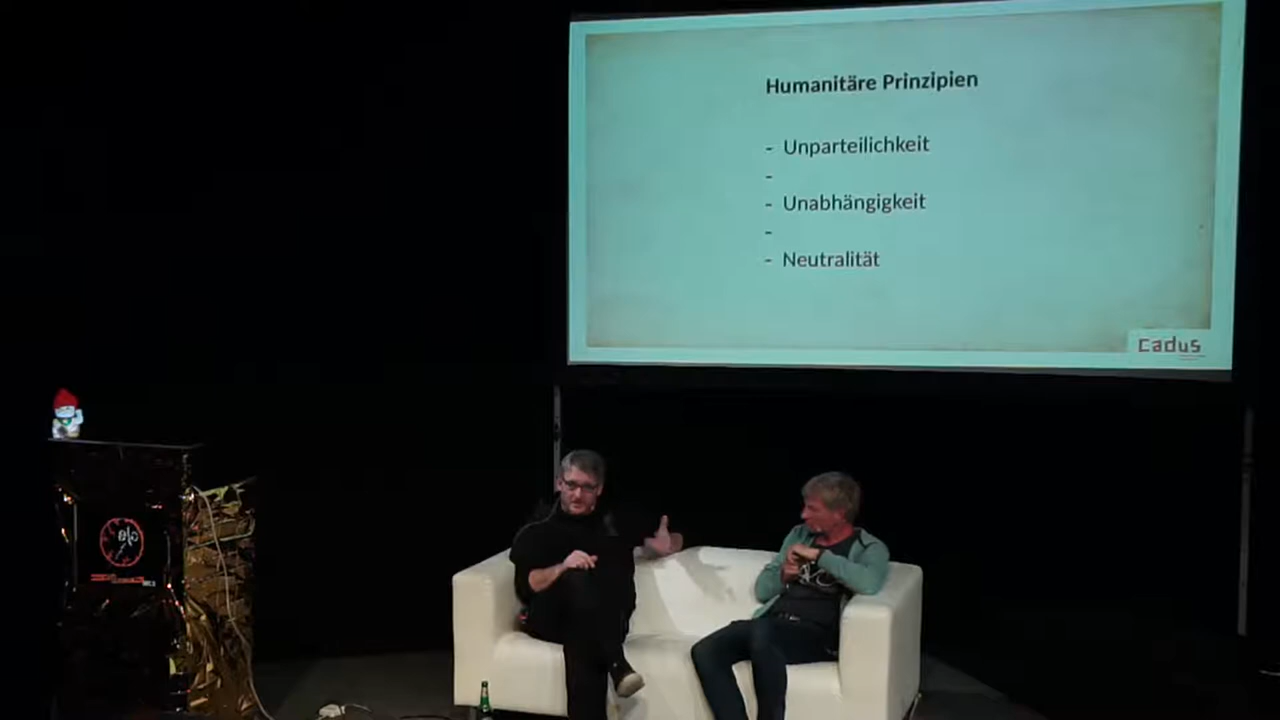 Humanitäre Prinzipien
- Unparteilichkeit
-
- Unabhängigkeit
-
- Neutralität
cadus